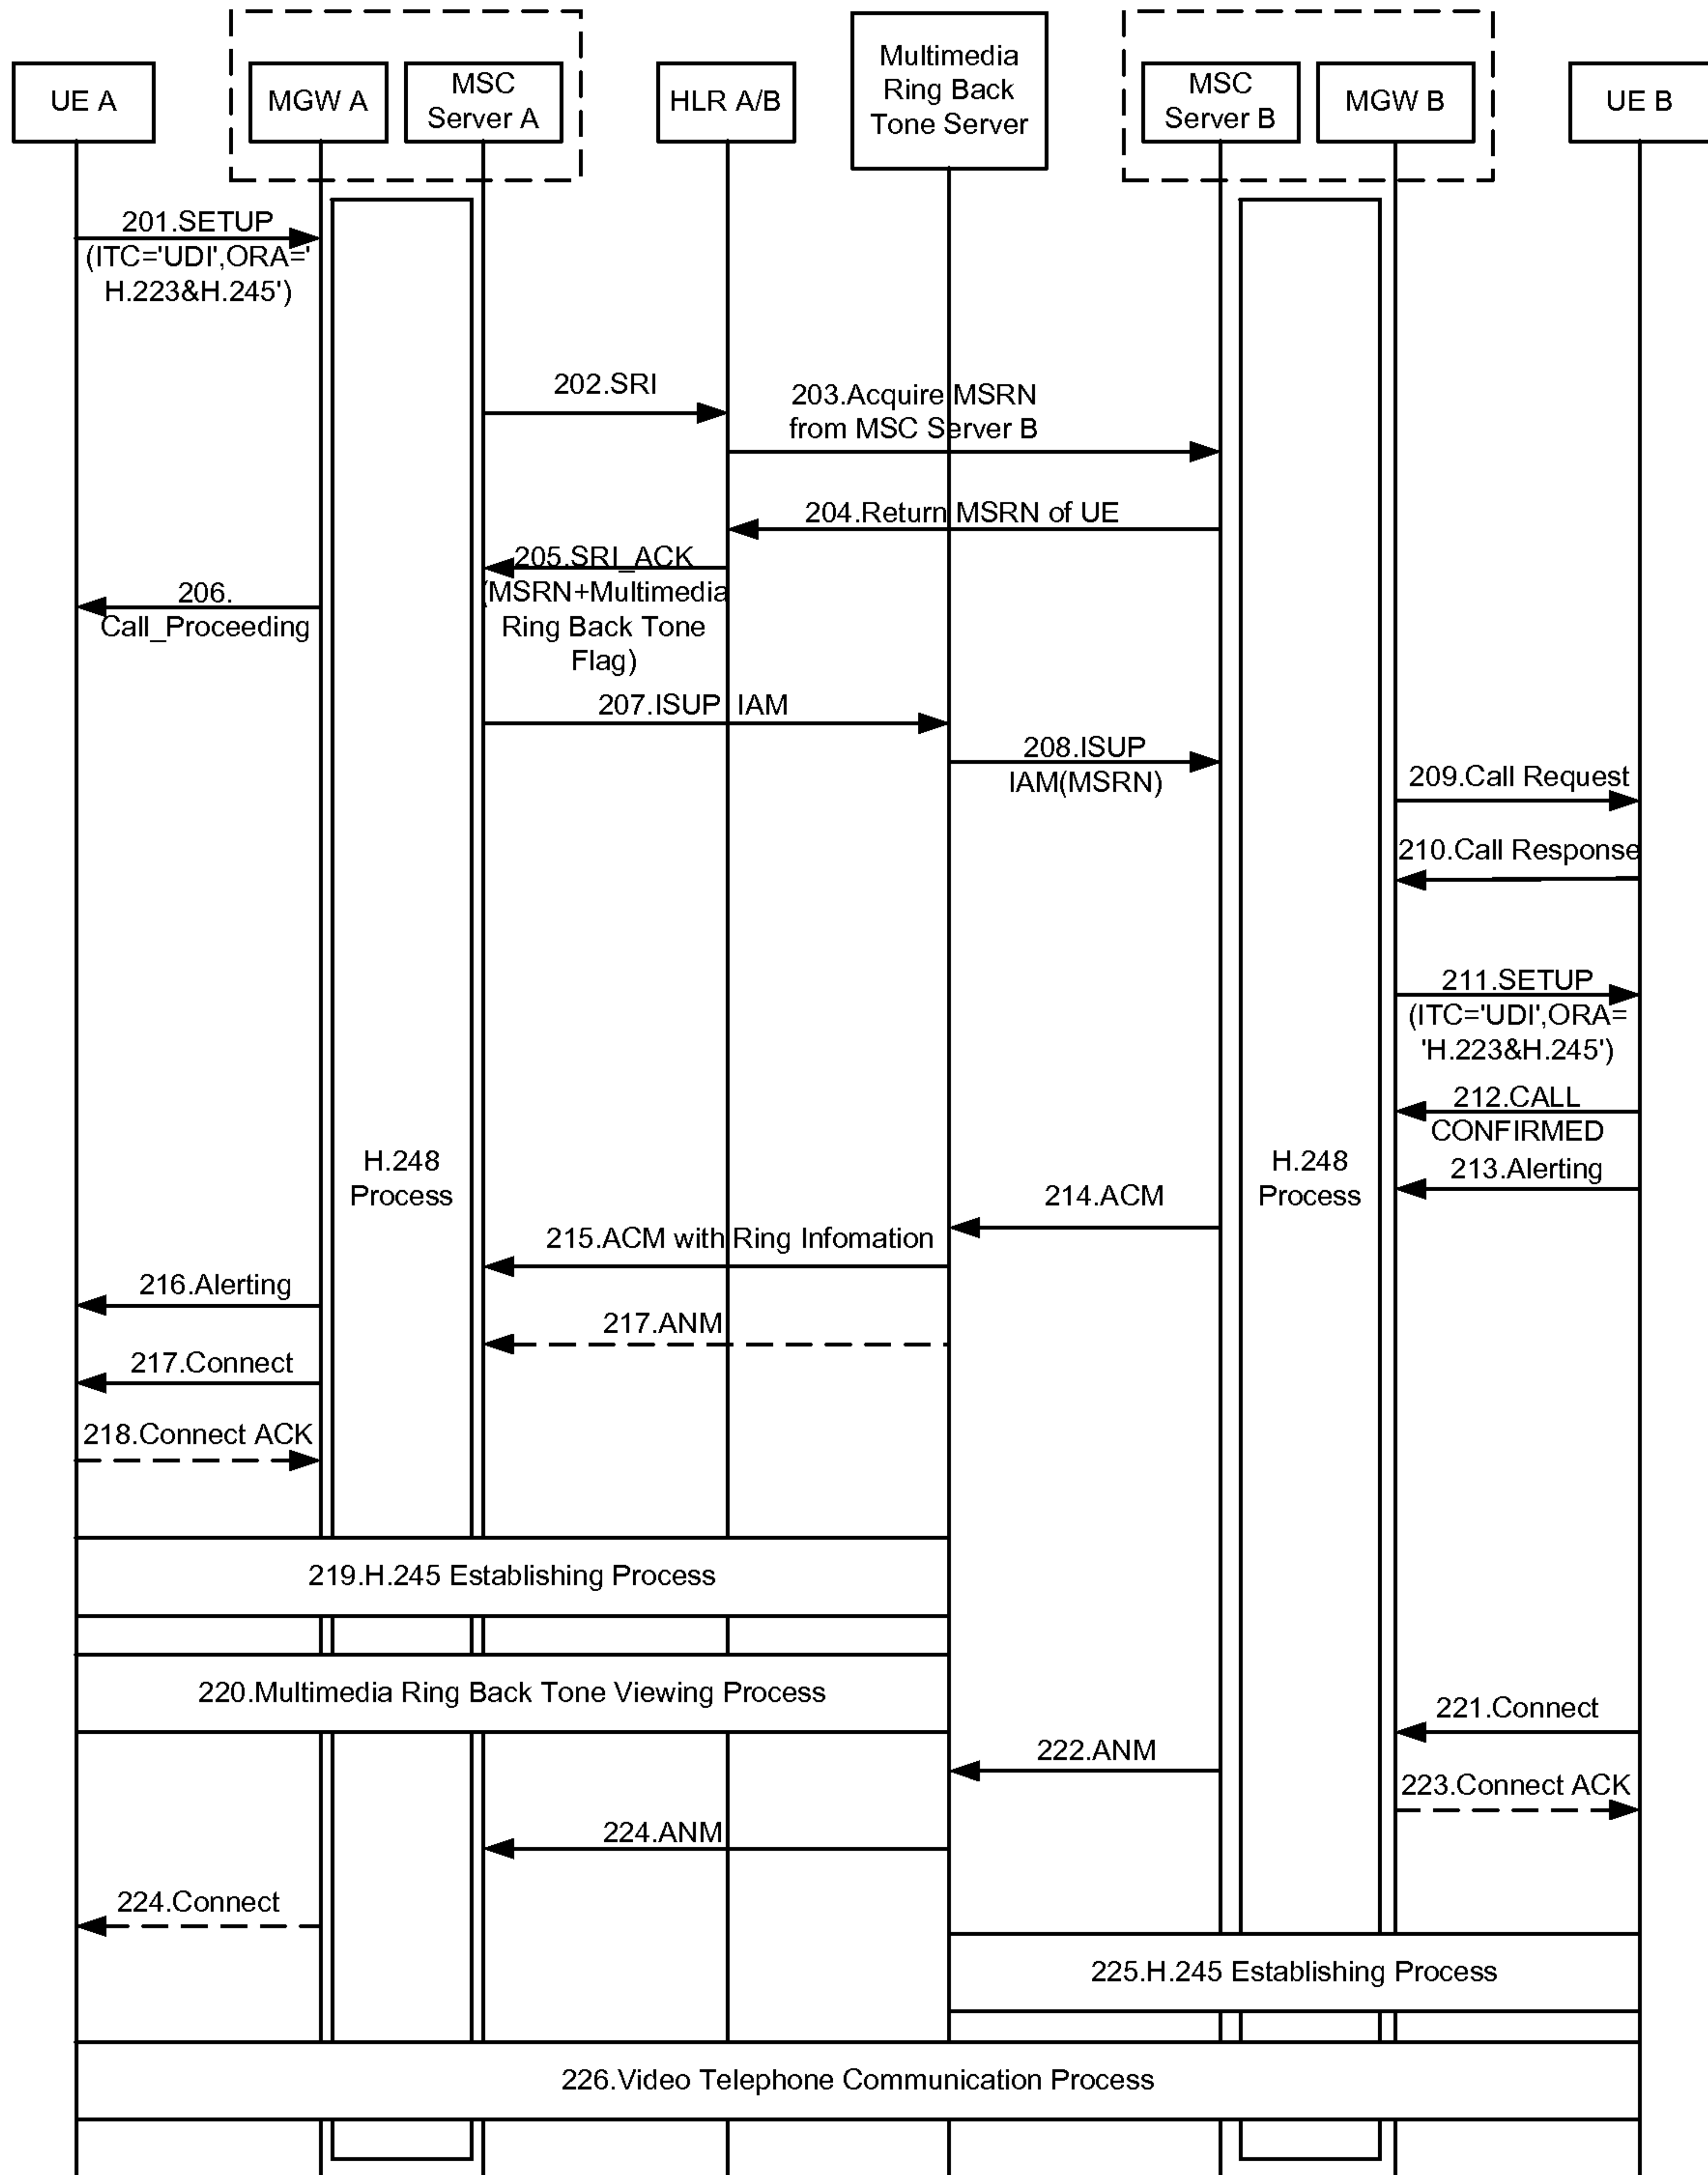 UE A
MGW A
MSC
Server A
HLR A/B
Multimedia
Ring Back
Tone Server
MSC
Server B
MGW B
UE B
201.SETUP
(ITC='UDI',ORA='
H.223&H.245')
202.SRI
203.Acquire MSRN
from MSC Server B
204.Return MSRN of UE
205.SRI_ACK
(MSRN+Multimedia
Ring Back Tone
Flag)
206.
Call_Proceeding
207.ISUP IAM
208.ISUP
IAM(MSRN)
209.Call Request
210.Call Response
211.SETUP
(ITC='UDI',ORA=
'H.223&H.245')
212.CALL
CONFIRMED
213.Alerting
H.248
Process
H.248
Process
214.ACM
215.ACM with Ring Infomation
216.Alerting
217.ANM
217.Connect
218.Connect ACK
219.H.245 Establishing Process
220.Multimedia Ring Back Tone Viewing Process
221.Connect
222.ANM
223.Connect ACK
224.ANM
224.Connect
225.H.245 Establishing Process
226.Video Telephone Communication Process